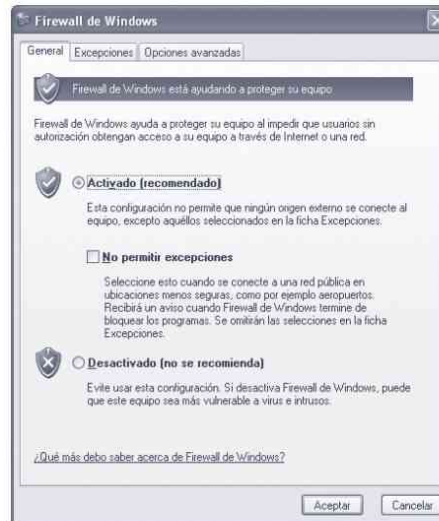 Firewall de Windows
General
Excepciones
Opciones avanzadas
Firewall de Windows está ayudando a proteger su equipo
Firewall de Windows ayuda a proteger su equipo al impedir que usuarios sin
autorización obtengan acceso a su equipo a través de Internet o una red.
Activado (recomendado)
Esta configuración no permite que ningún origen externo se conecte al
equipo, excepto aquéllos seleccionados en la ficha Excepciones.
No permitir excepciones
Seleccione esto cuando se conecte a una red pública en
ubicaciones menos seguras, como por ejemplo aeropuertos.
Recibirá un aviso cuando Firewall de Windows termine de
bloquear los programas. Se omitirán las selecciones en la ficha
Excepciones.
Desactivado (no se recomienda)
Evite usar esta configuración. Si desactiva Firewall de Windows, puede
que este equipo sea más vulnerable a virus e intrusos.
¿Qué más debo saber acerca de Firewall de Windows?
Aceptar
Cancelar